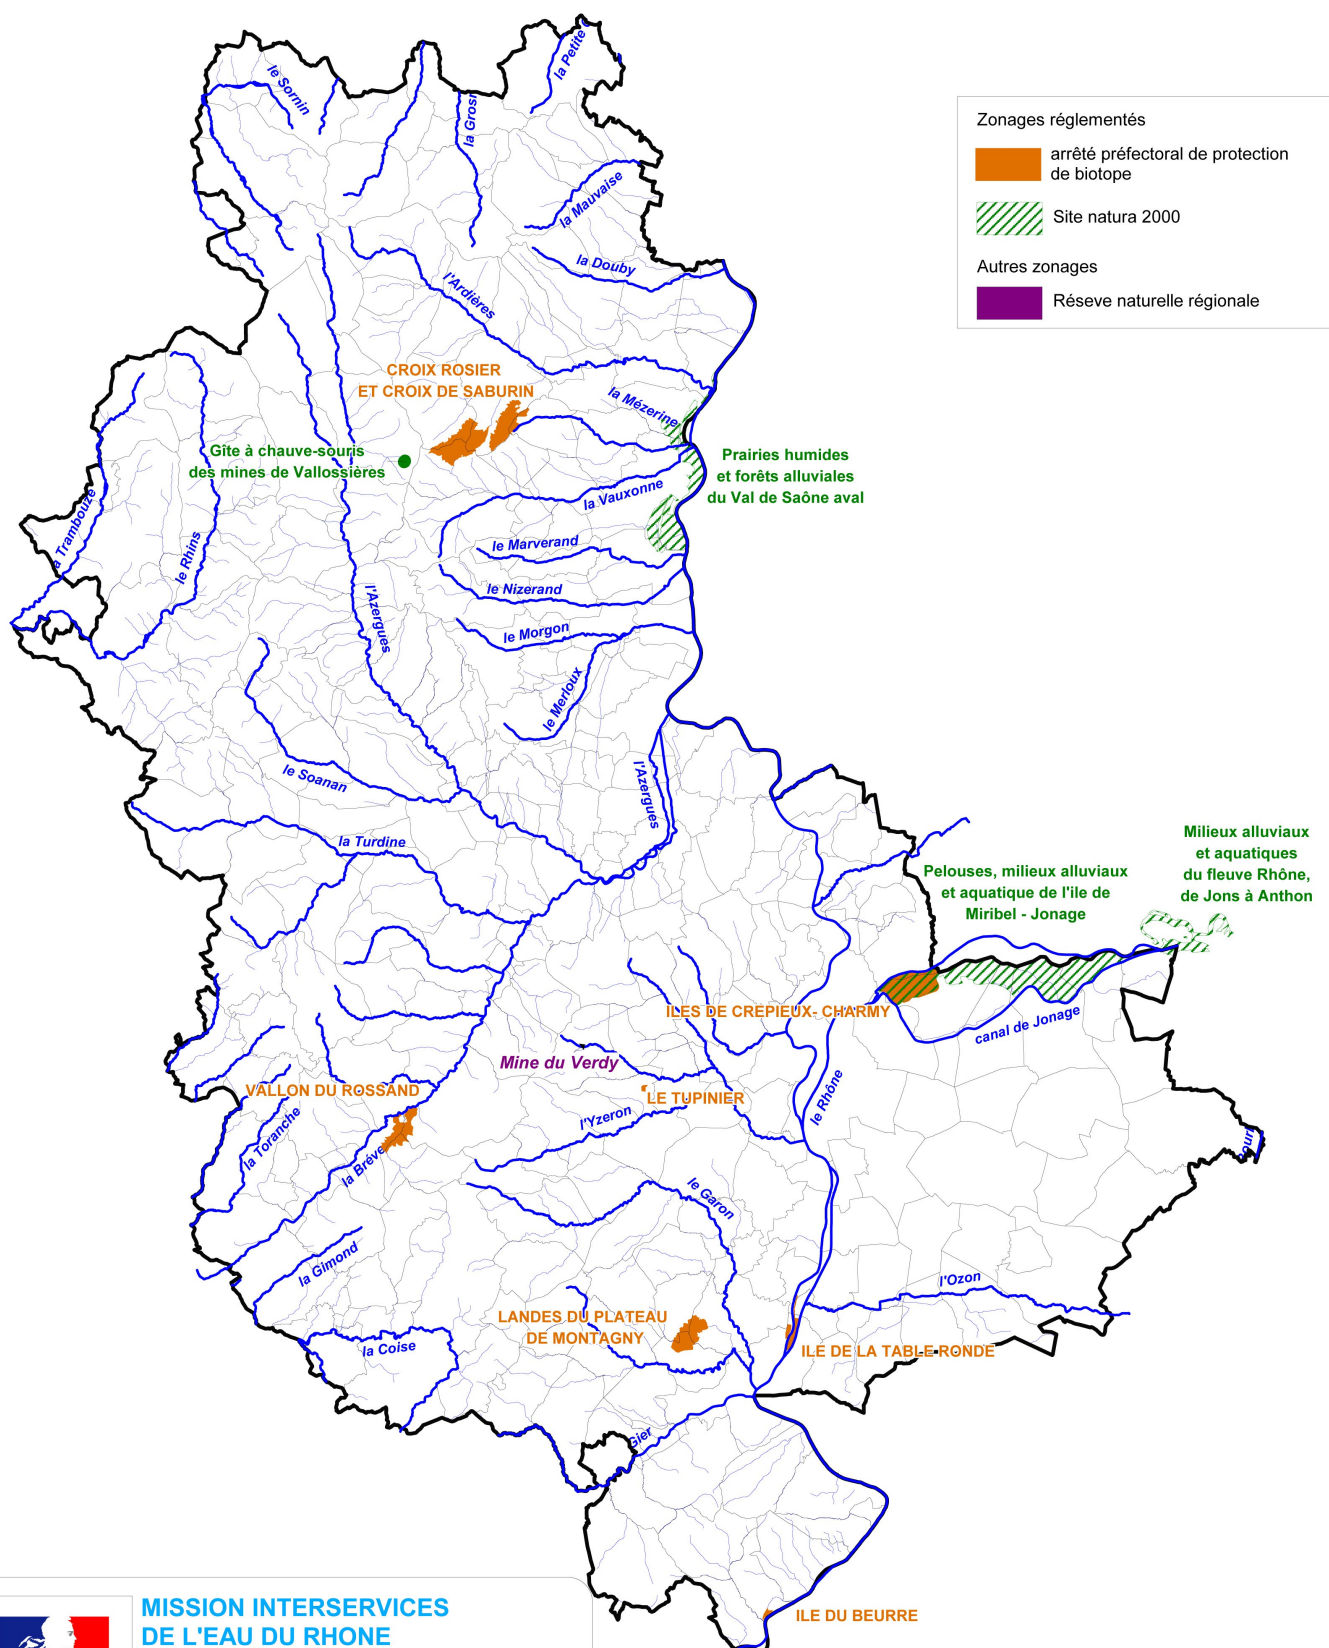 la Petite
le Sornin
la Grosn
Zonages réglementés
arrêté préfectoral de protection
de biotope
Site natura 2000
Autres zonages
Réseve naturelle régionale
la Mauvaise
la Douby
l'Ardières
CROIX ROSIER
ET CROIX DE SABURIN
la Mézerine
Gîte à chauve-souris
des mines de Vallossières
Prairies humides
et forêts alluviales
du Val de Saône aval
la Vauxonne
a Trambouze
le Rhins
le Marverand
le Nizerand
l'Azergues
le Morgon
le Merloux
le Soanan
l'Azergues
la Turdine
Milieux alluviaux
et aquatiques
du fleuve Rhône,
de Jons à Anthon
Pelouses, milieux alluviaux
et aquatique de l'ile de
Miribel - Jonage
ILES DE CREPIEUX- CHARMY
canal de Jonage
Mine du Verdy
VALLON DU ROSSAND
LE TUPINIER
le Rhône
l'Yzeron
la Toranche
la Bréve
le Garon
la Gimond
l'Ozon
LANDES DU PLATEAU
DE MONTAGNY
la Coise
ILE DE LA TABLE RONDE
Gier
ILE DU BEURRE
MISSION INTERSERVICES
DE L'EAU DU RHONE